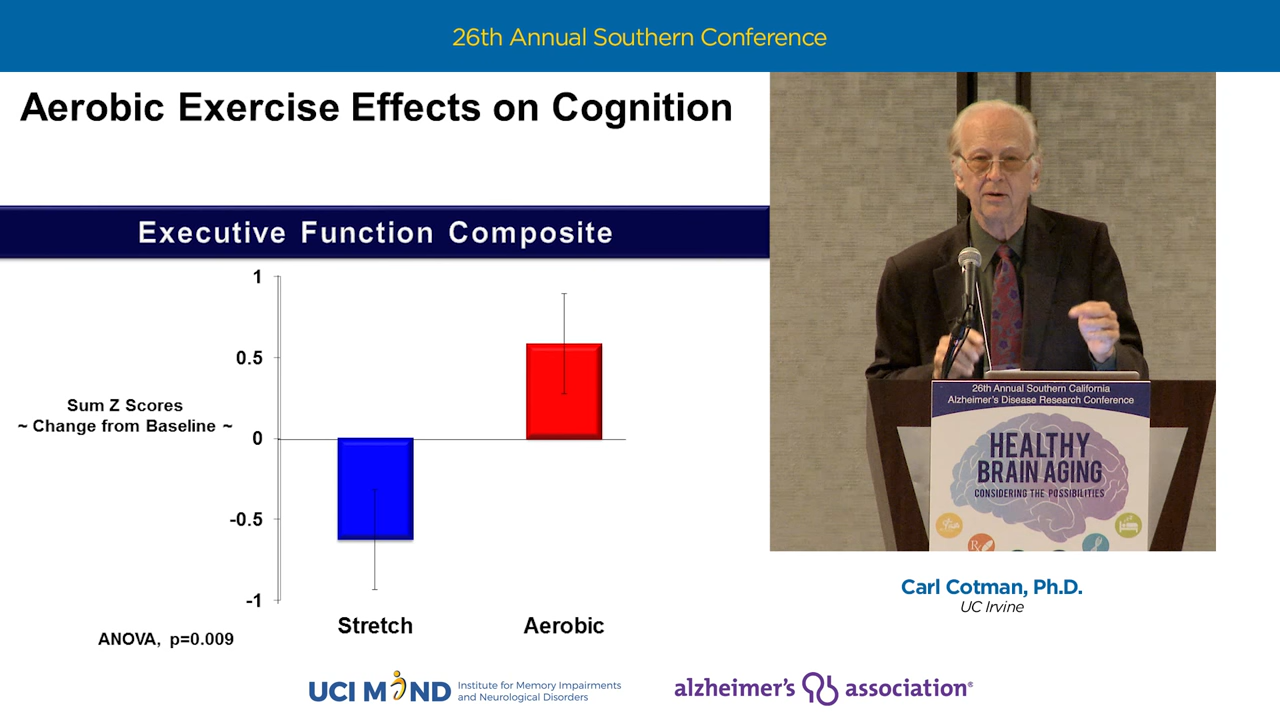 26th Annual Southern Conference
Aerobic Exercise Effects on Cognition
Executive Function Composite
1
0.5
0
-0.5
-1
Sum Z Scores
~ Change from Baseline ~
Stretch
Aerobic
ANOVA, p=0.009
26th Annual Southern California
Alzheimer's Disease Research Conference
HEALTHY
BRAIN AGING
CONSIDERING THE POSSIBILITIES
Carl Cotman, Ph.D.
UC Irvine
UCI MIND
Institute for Memory Impairments
and Neurological Disorders
alzheimer's association®